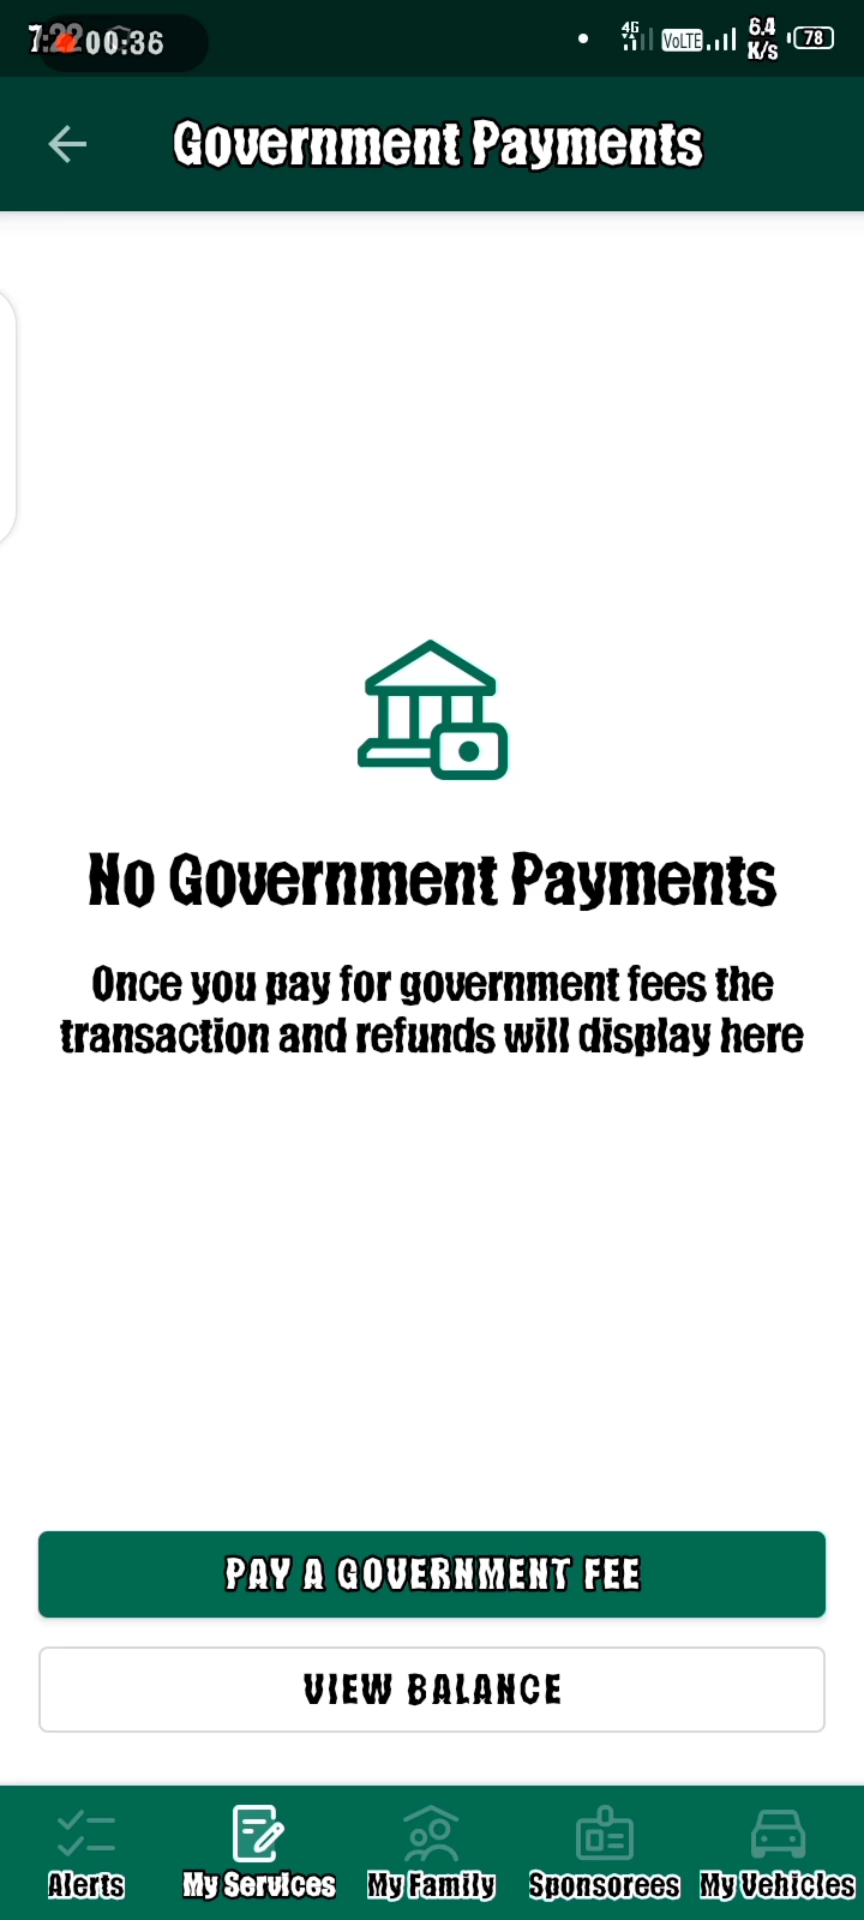 7:22 00:36 4G VoLTE 6.4 K/s 78
Government Payments
No Government Payments
Once you pay for government fees the
transaction and refunds will display here
PAY A GOVERNMENT FEE
VIEW BALANCE
Alerts My Services My Family Sponsorees My Vehicles